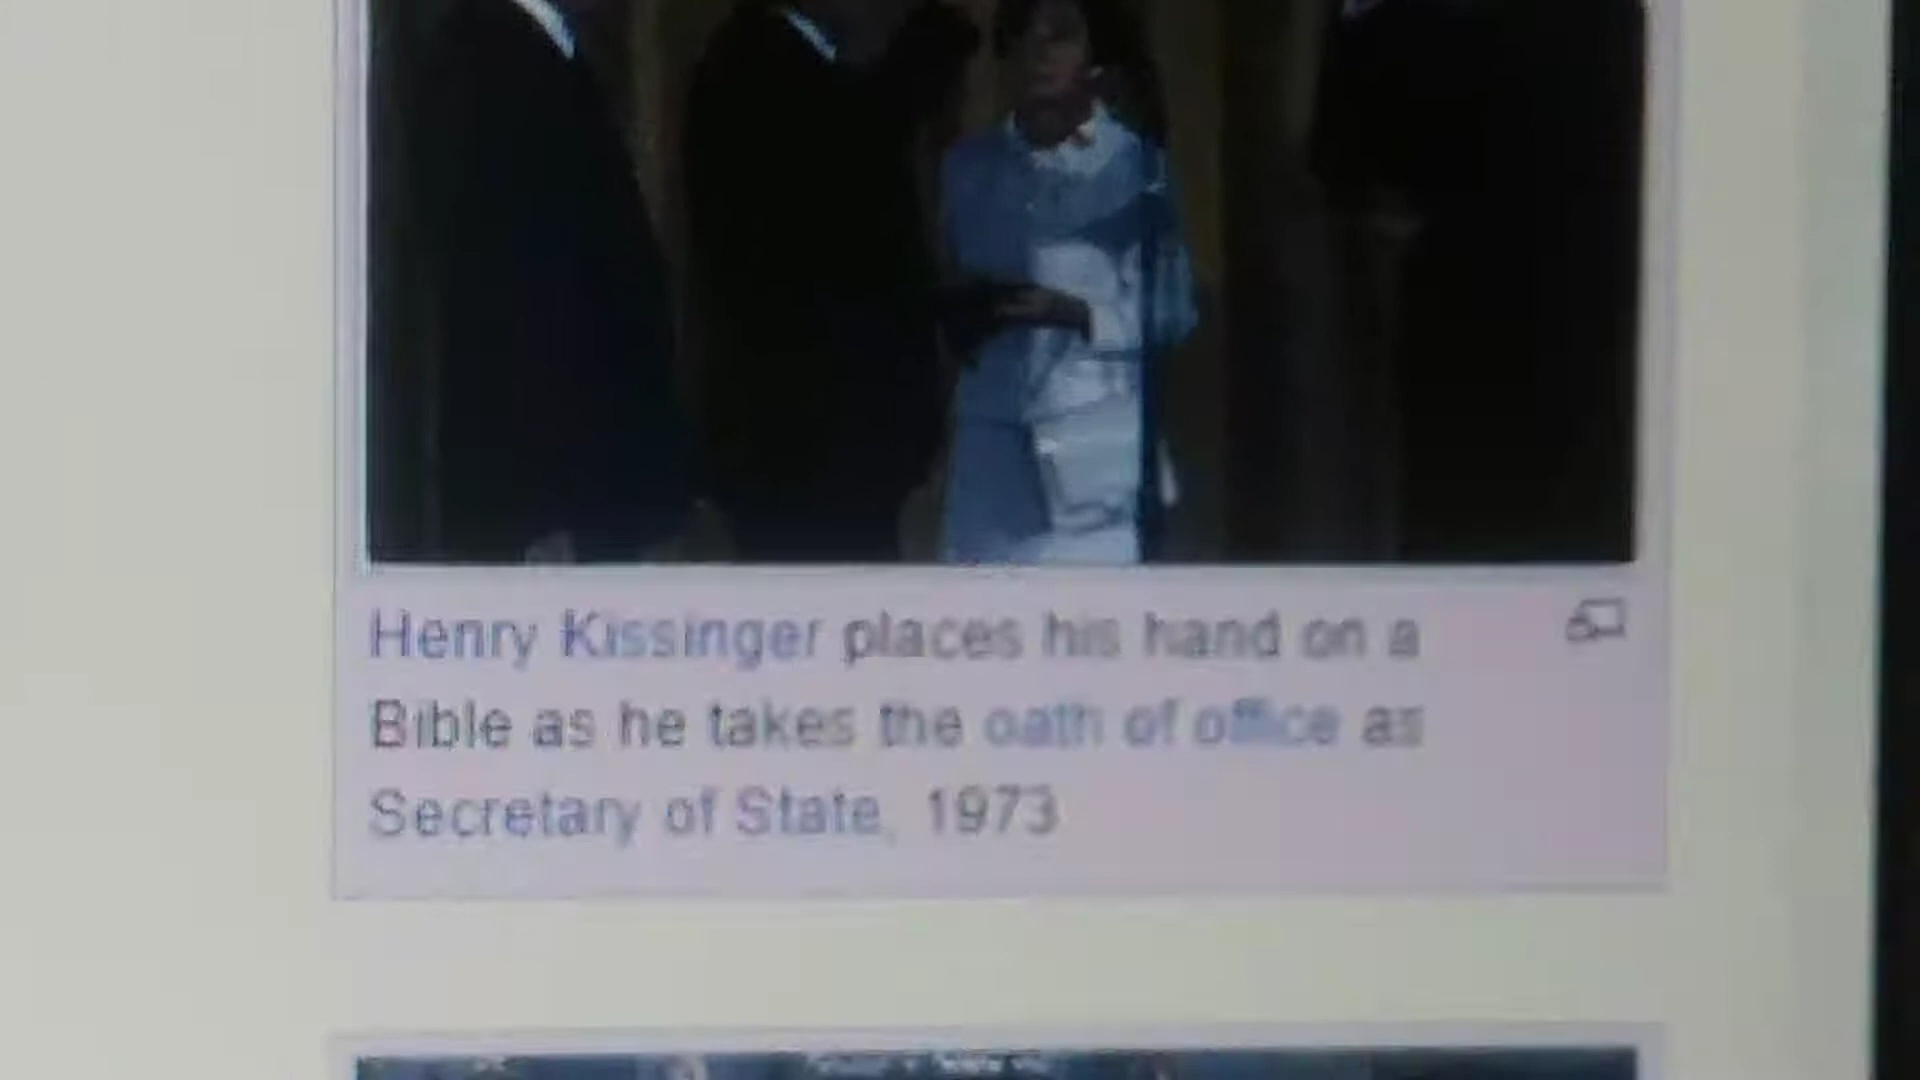 Henry Kissinger places his hand on a
Bible as he takes the oath of office as
Secretary of State, 1973